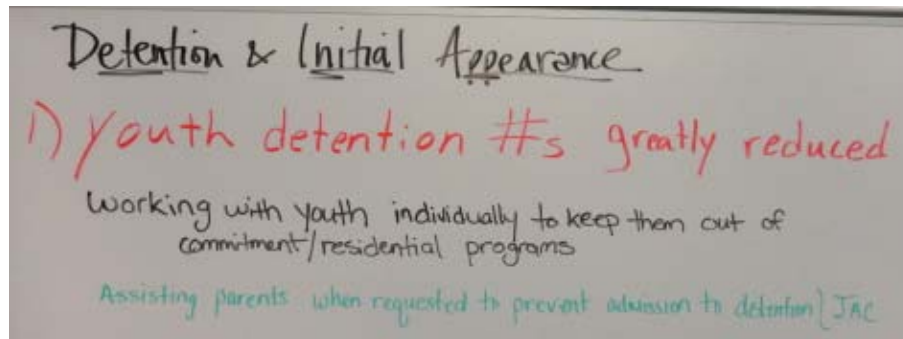 Detention & Initial Appearance
1) Youth detention #s greatly reduced
Working with youth individually to keep them out of
commitment/residential programs
Assisting parents when requested to prevent admission to detention] JAC